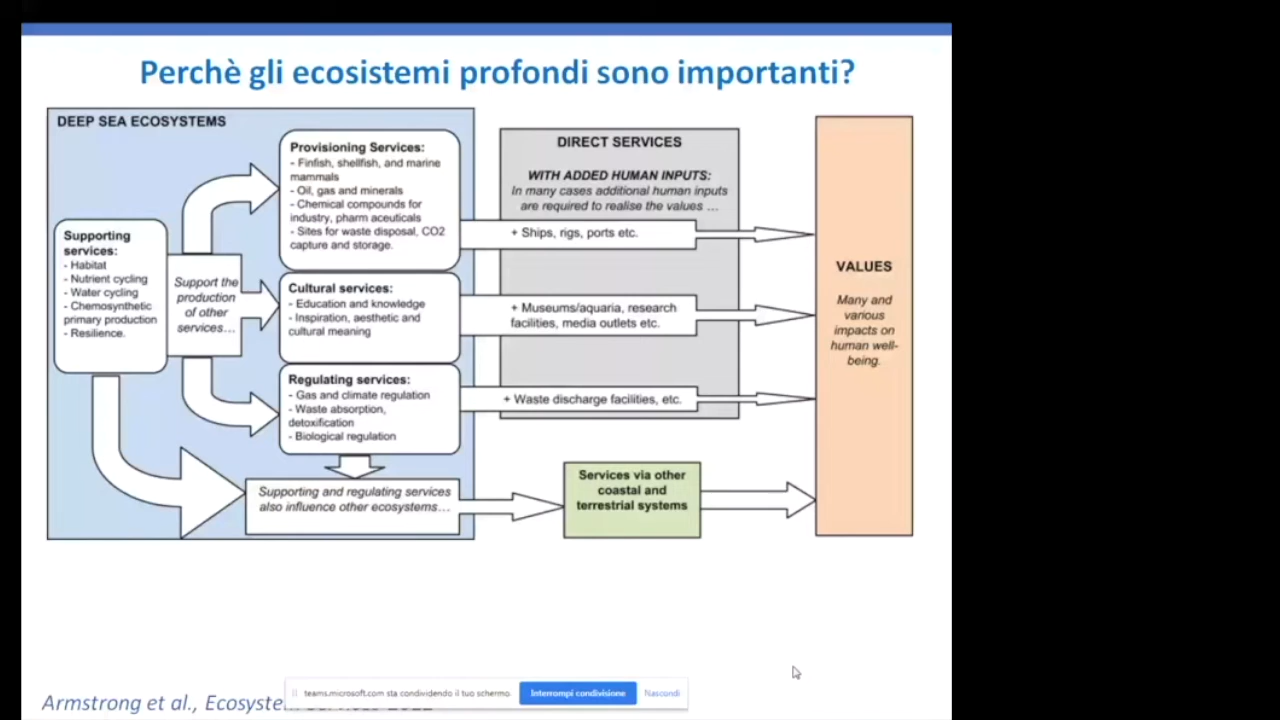 Perchè gli ecosistemi profondi sono importanti?
DEEP SEA ECOSYSTEMS
Supporting
services:
- Habitat
- Nutrient cycling
- Water cycling
- Chemosynthetic
primary production
- Resilience.
Support the
production
of other
services…
Provisioning Services:
- Finfish, shellfish, and marine
mammals
- Oil, gas and minerals
- Chemical compounds for
industry, pharm aceuticals
- Sites for waste disposal, CO2
capture and storage.
Cultural services:
- Education and knowledge
- Inspiration, aesthetic and
cultural meaning
Regulating services:
- Gas and climate regulation
- Waste absorption,
detoxification
- Biological regulation
Supporting and regulating services
also influence other ecosystems…
DIRECT SERVICES
WITH ADDED HUMAN INPUTS:
In many cases additional human inputs
are required to realise the values …
+ Ships, rigs, ports etc.
+ Museums/aquaria, research
facilities, media outlets etc.
+ Waste discharge facilities, etc.
Services via other
coastal and
terrestrial systems
VALUES
Many and
various
impacts on
human well-
being.
Armstrong et al., Ecosystem
teams.microsoft.com sta condividendo il tuo schermo.
Interrompi condivisione
Nascondi